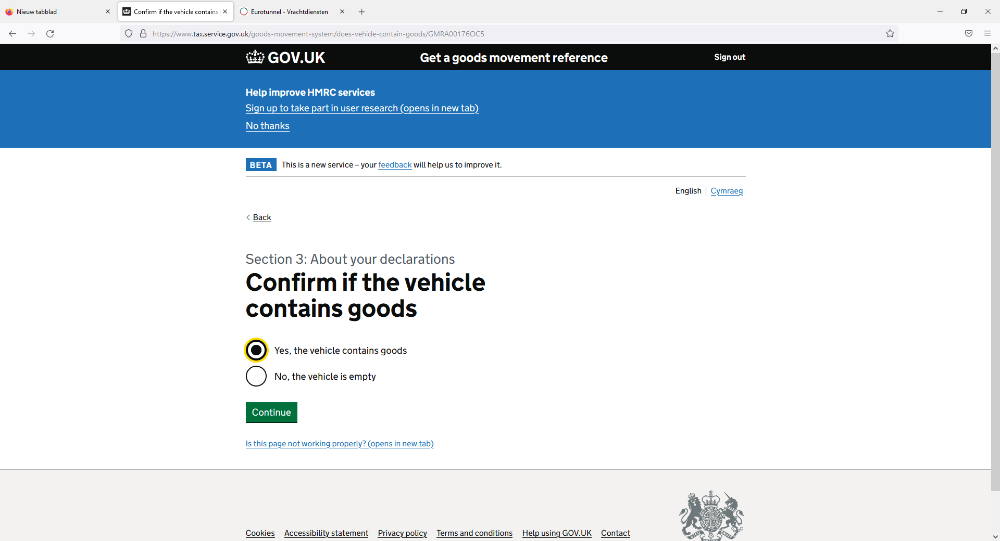 Nieuw tabblad
Confirm if the vehicle contains
Eurotunnel - Vrachtdiensten
https://www.tax.service.gov.uk/goods-movement-system/does-vehicle-contain-goods/GMRA00176OC5
GOV.UK
Get a goods movement reference
Sign out
Help improve HMRC services
Sign up to take part in user research (opens in new tab)
No thanks
BETA This is a new service – your feedback will help us to improve it.
English | Cymraeg
Back
Section 3: About your declarations
Confirm if the vehicle
contains goods
Yes, the vehicle contains goods
No, the vehicle is empty
Continue
Is this page not working properly? (opens in new tab)
Cookies Accessibility statement Privacy policy Terms and conditions Help using GOV.UK Contact